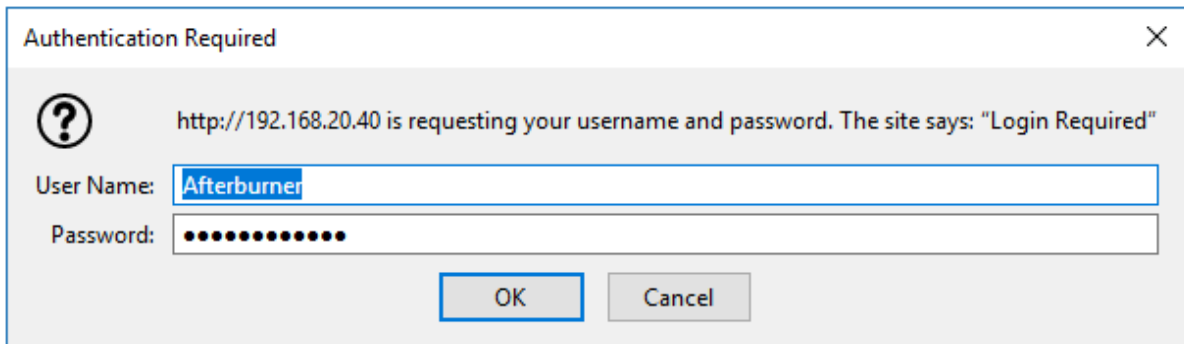 Authentication Required
http://192.168.20.40 is requesting your username and password. The site says: “Login Required”
User Name: Afterburner
Password: ●●●●●●●●●●●●
OK Cancel